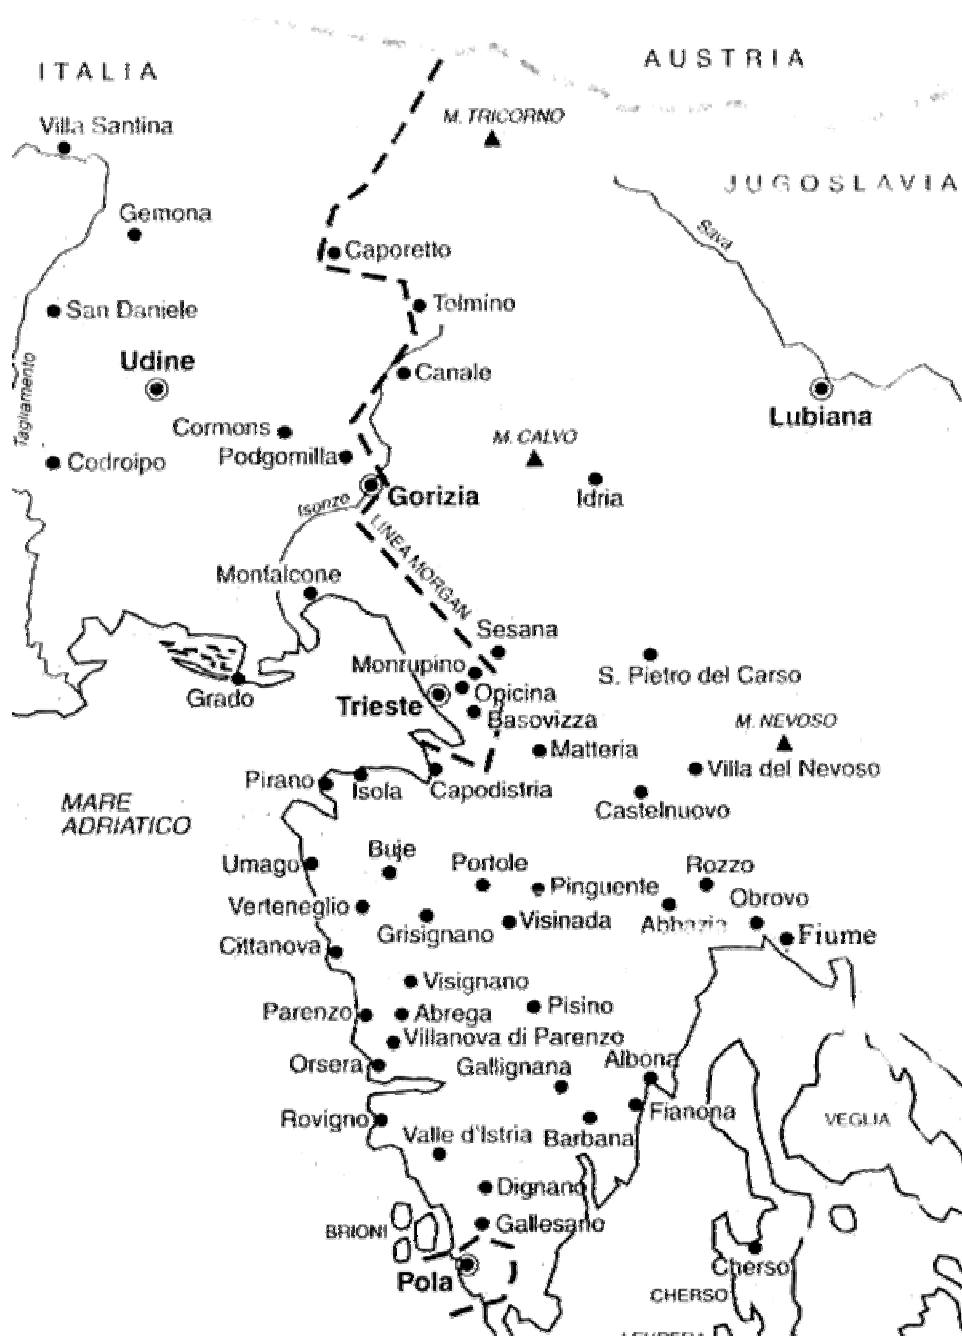 ITALIA
AUSTRIA
M. TRICORNO
Villa Santina
JUGOSLAVIA
Gemona
Sava
Caporetto
San Daniele
Tolmino
Udine
Tagliamento
Canale
Lubiana
Cormons
M. CALVO
Podgomilla
Codroipo
Gorizia
Idria
Isonzo
LINEA MORGAN
Monfalcone
Sesana
Monrupino
S. Pietro del Carso
Grado
Opicina
Trieste
Basovizza
M. NEVOSO
Matteria
Villa del Nevoso
Pirano
Isola
Capodistria
MARE
ADRIATICO
Castelnuovo
Buje
Umago
Portole
Rozzo
Pinguente
Obrovo
Verteneglio
Visinada
Abbazia
Grisignano
Fiume
Cittanova
Visignano
Pisino
Parenzo
Abrega
Villanova di Parenzo
Orsera
Gallignana
Albona
Fianona
Rovigno
VEGLIA
Valle d'Istria
Barbana
Dignano
Gallesano
BRIONI
Cherso
Pola
CHERSO